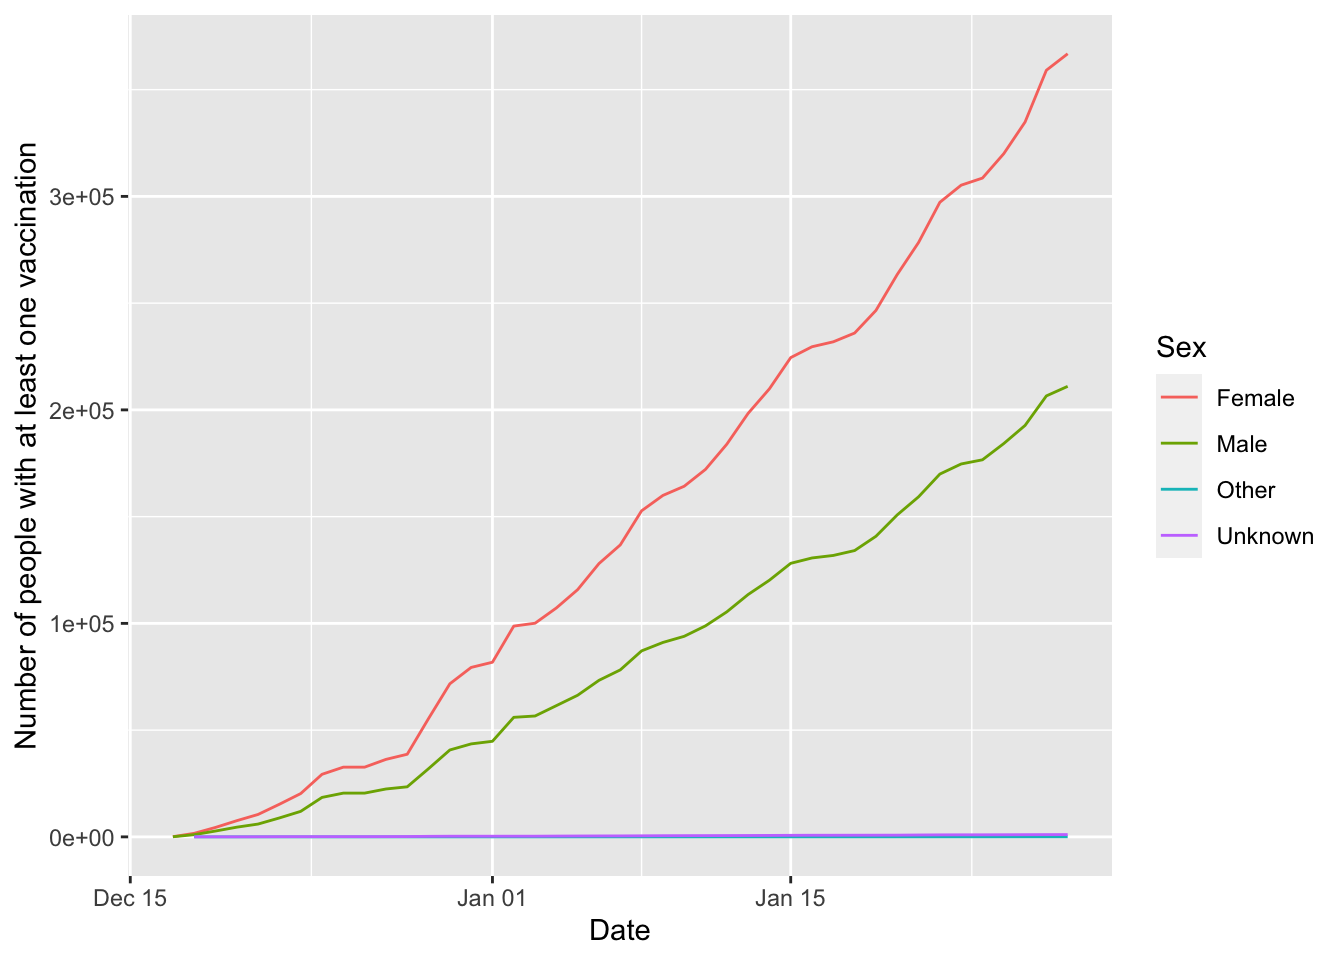 Number of people with at least one vaccination
3e+05
2e+05
1e+05
0e+00
Dec 15
Jan 01
Jan 15
Date
Sex
Female
Male
Other
Unknown